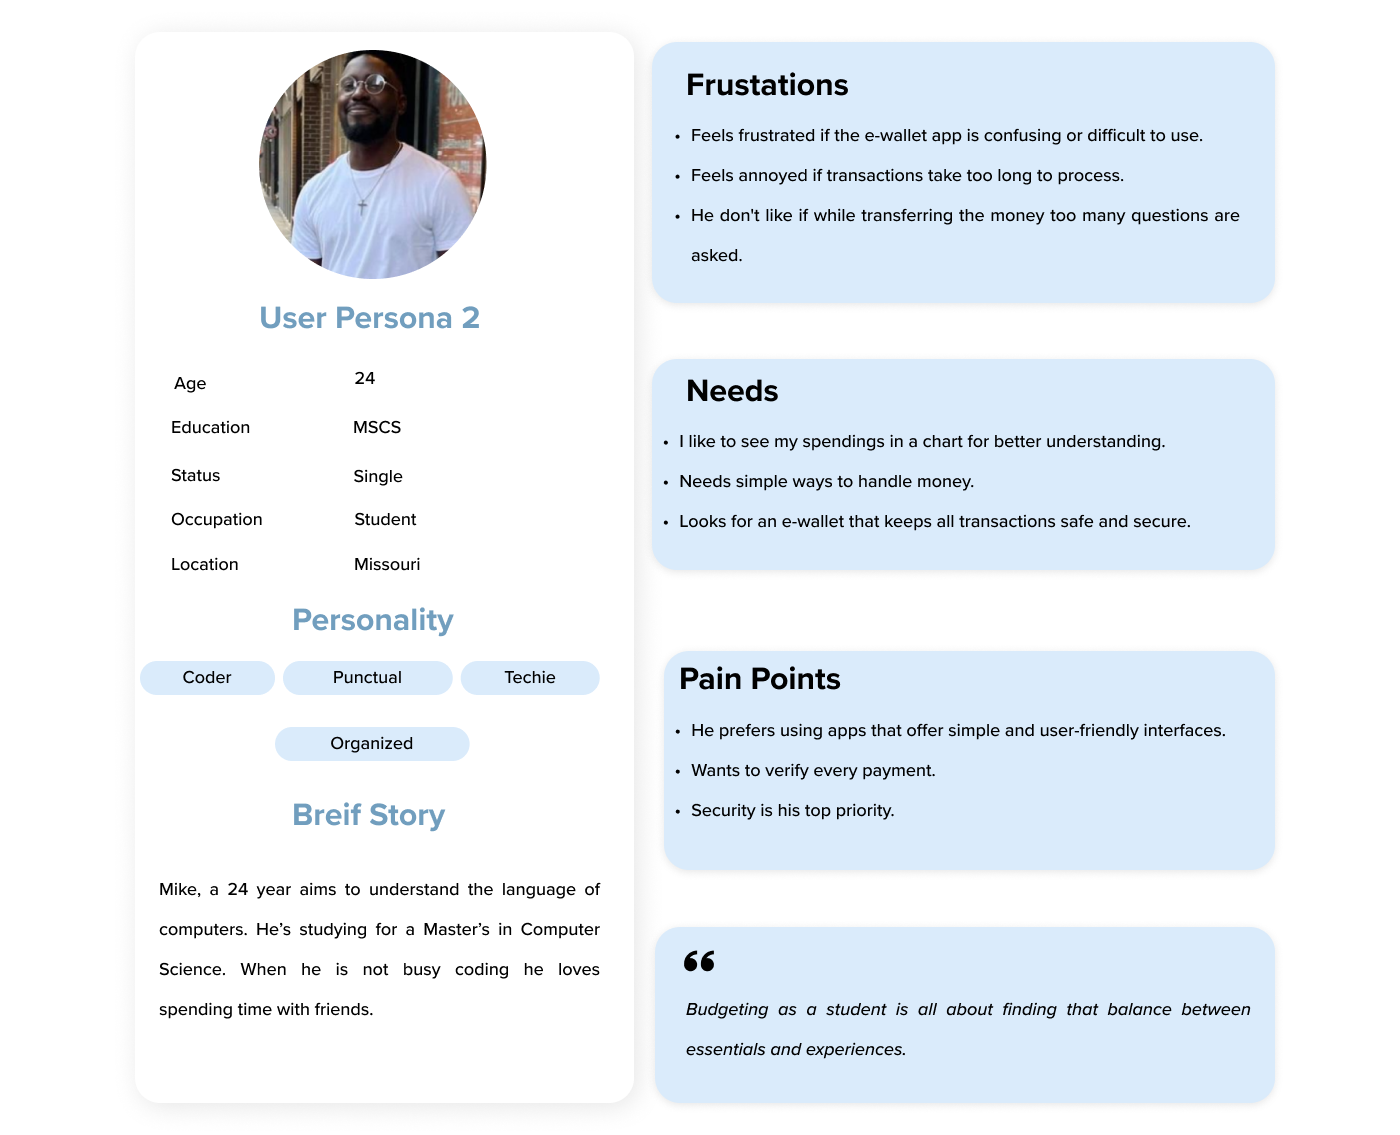 User Persona 2
Age 24
Education MSCS
Status Single
Occupation Student
Location Missouri
Personality
Coder Punctual Techie
Organized
Breif Story
Mike, a 24 year aims to understand the language of
computers. He’s studying for a Master’s in Computer
Science. When he is not busy coding he loves
spending time with friends.
Frustations
• Feels frustrated if the e-wallet app is confusing or difficult to use.
• Feels annoyed if transactions take too long to process.
• He don't like if while transferring the money too many questions are
asked.
Needs
• I like to see my spendings in a chart for better understanding.
• Needs simple ways to handle money.
• Looks for an e-wallet that keeps all transactions safe and secure.
Pain Points
• He prefers using apps that offer simple and user-friendly interfaces.
• Wants to verify every payment.
• Security is his top priority.
“
Budgeting as a student is all about finding that balance between
essentials and experiences.